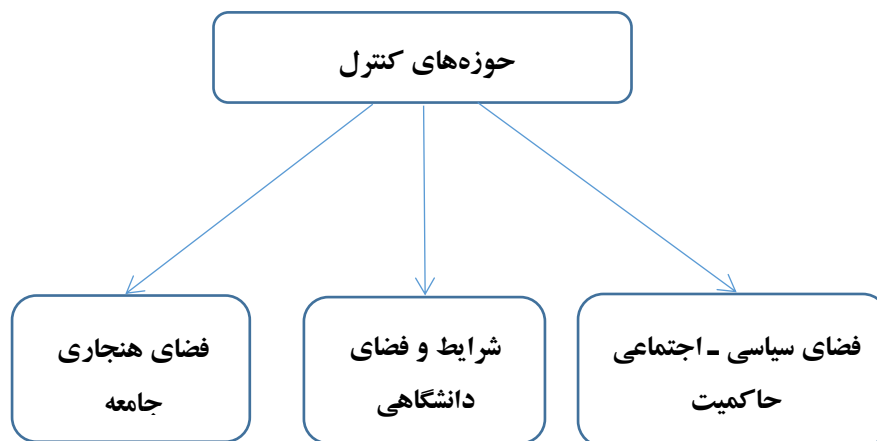 حوزه‌های کنترل
فضای سیاسی ـ اجتماعی
حاکمیت
شرایط و فضای
دانشگاهی
فضای هنجاری
جامعه